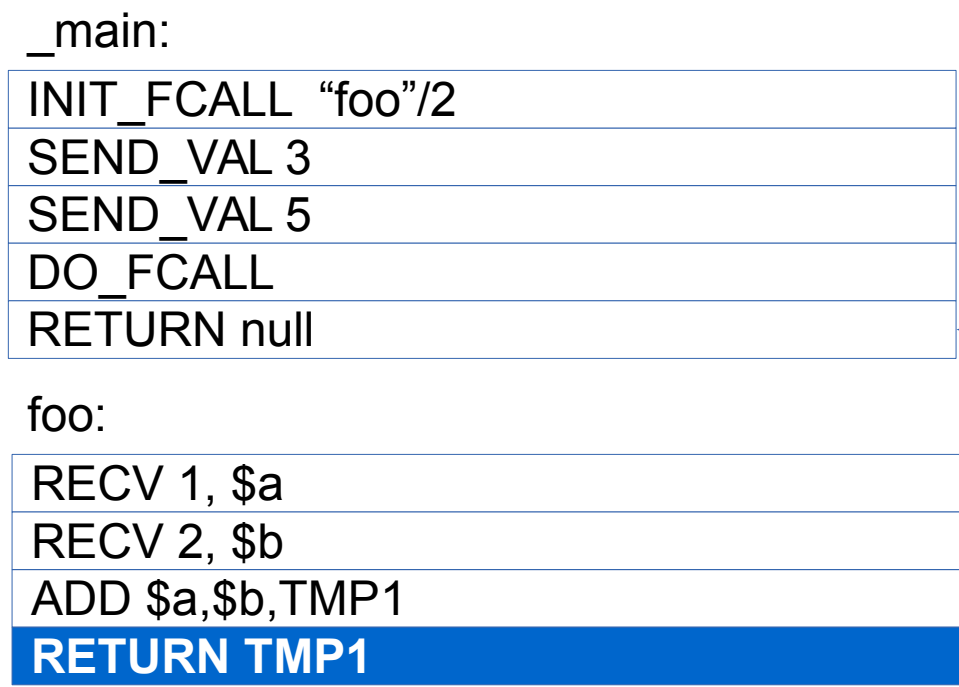 _main:
INIT_FCALL “foo”/2
SEND_VAL 3
SEND_VAL 5
DO_FCALL
RETURN null
foo:
RECV 1, $a
RECV 2, $b
ADD $a,$b,TMP1
RETURN TMP1